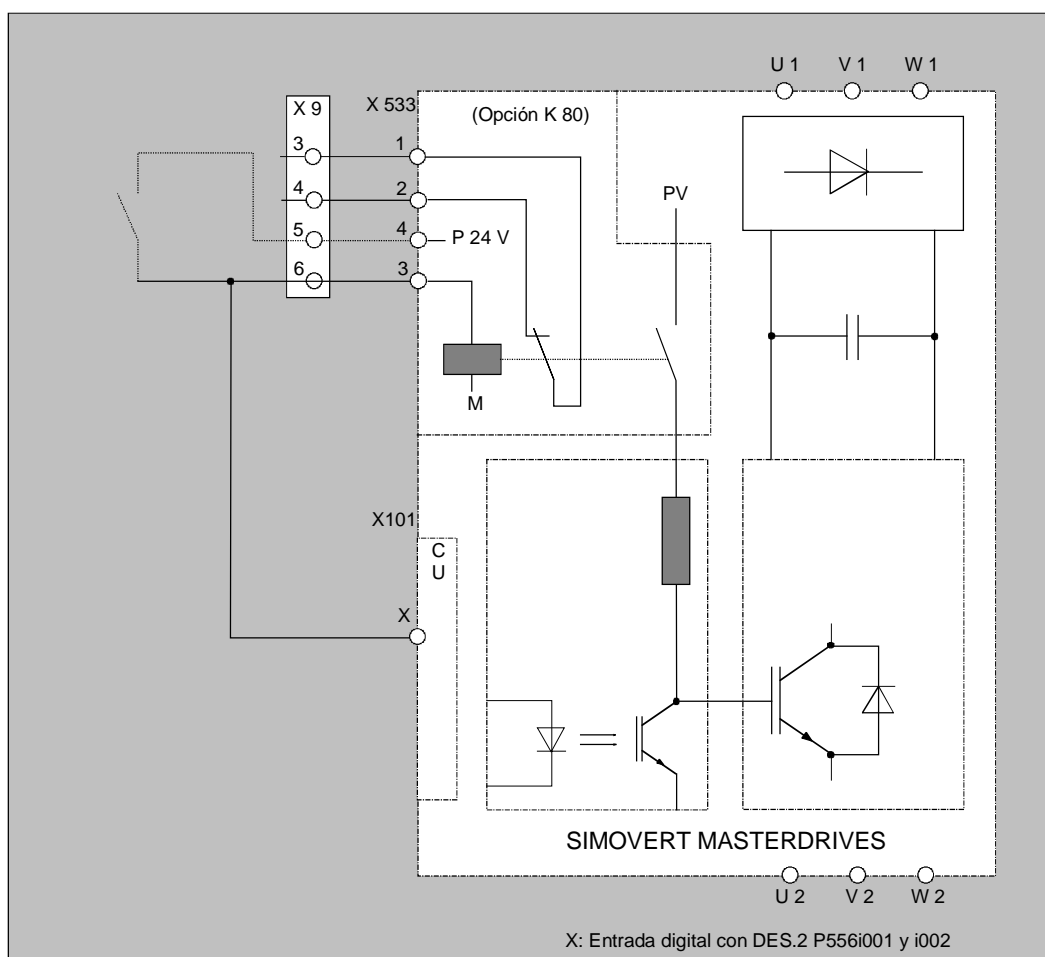 U 1 V 1 W 1
X 9 X 533 (Opción K 80)
3 1
4 2
PV
5 4 P 24 V
6 3
M
X101
C
U
X
SIMOVERT MASTERDRIVES
U 2 V 2 W 2
X: Entrada digital con DES.2 P556i001 y i002